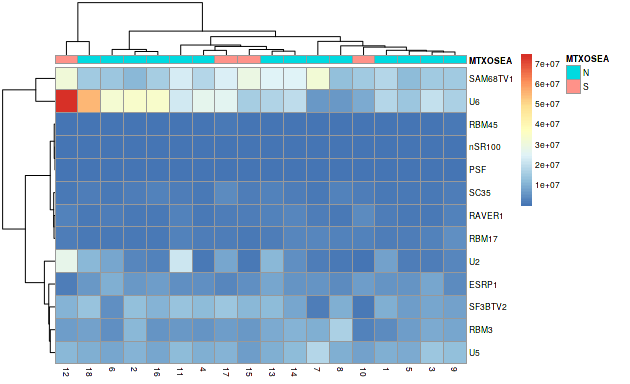 MTXOSEA
SAM68TV1
U6
RBM45
nSR100
PSF
SC35
RAVER1
RBM17
U2
ESRP1
SF3BTV2
RBM3
U5
12 18 6 2 16 11 4 17 15 13 14 7 8 10 1 5 3 9
7e+07
6e+07
5e+07
4e+07
3e+07
2e+07
1e+07
MTXOSEA
N
S